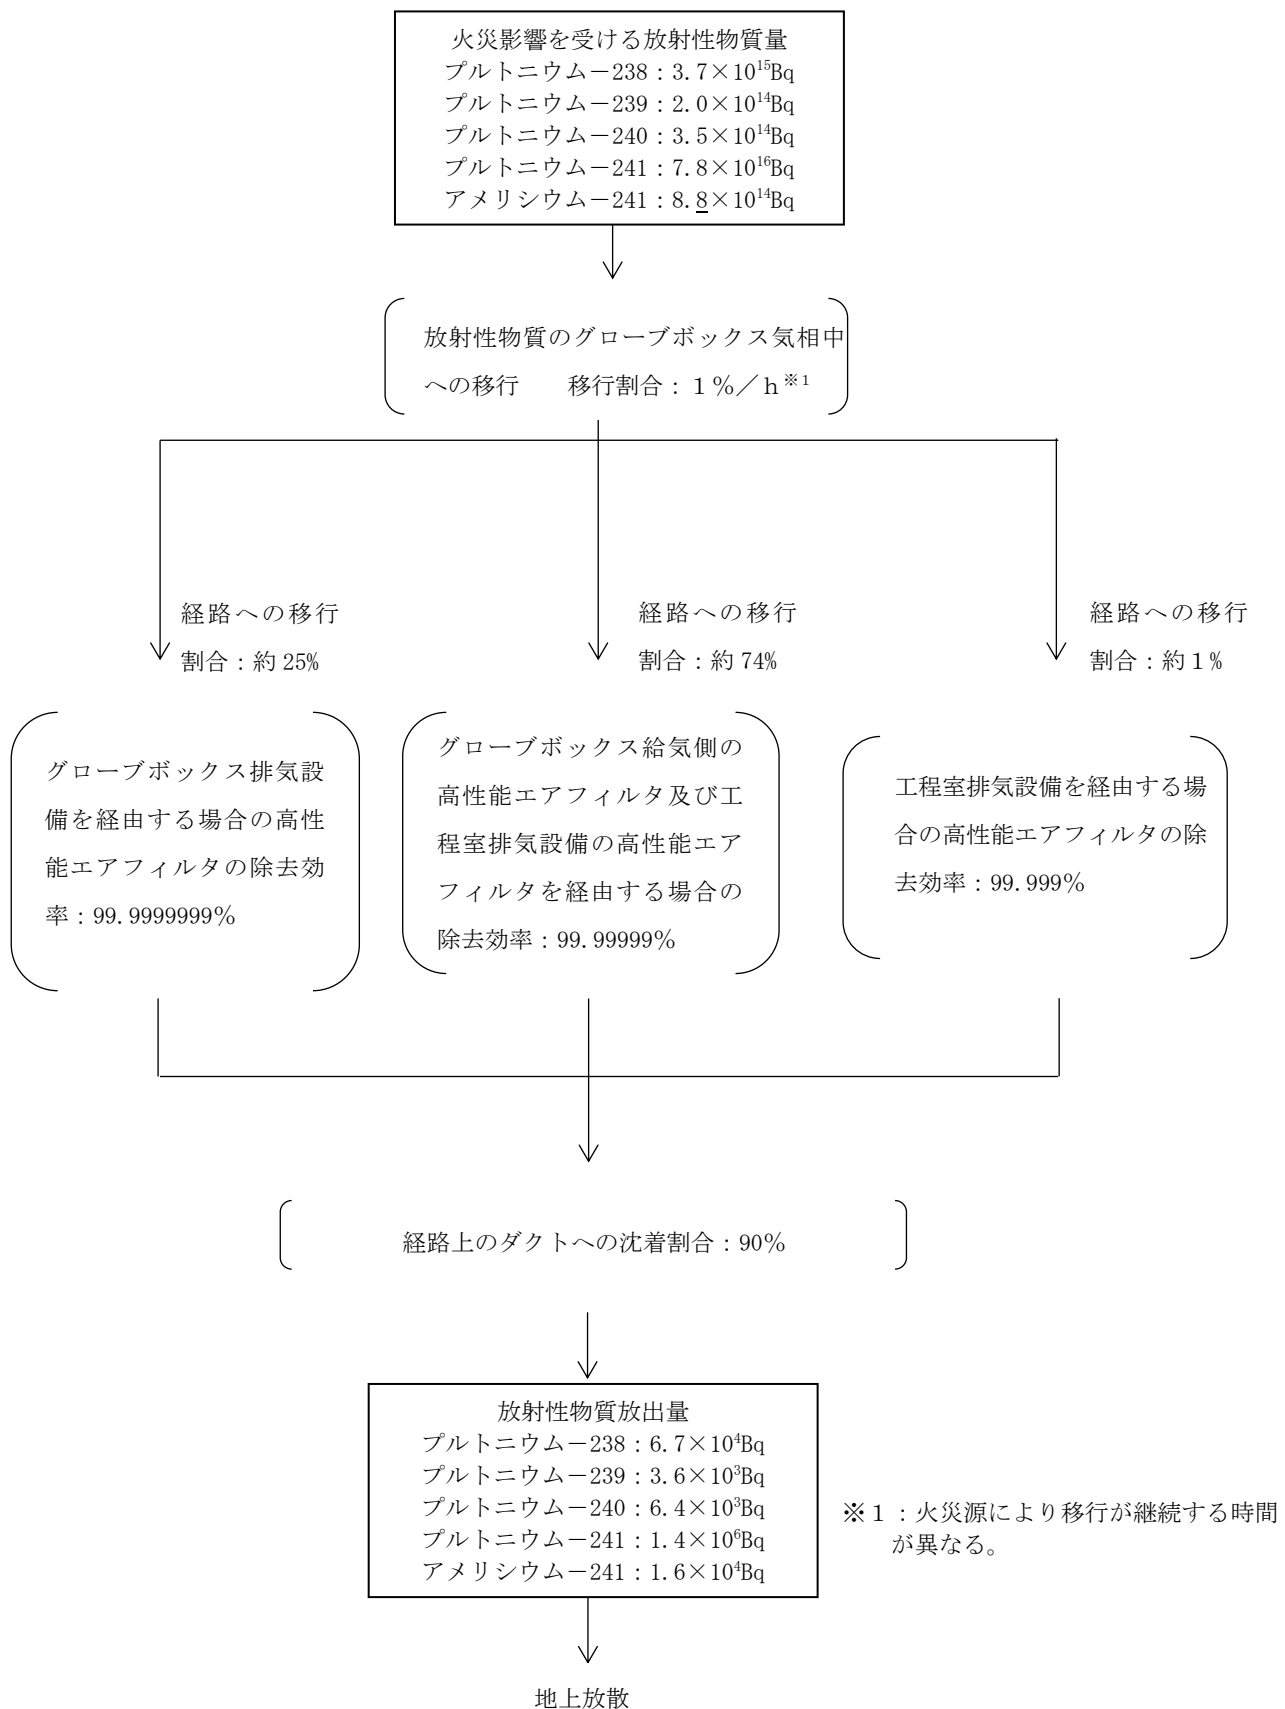 火災影響を受ける放射性物質量
プルトニウム－238：3.7×10¹⁵Bq
プルトニウム－239：2.0×10¹⁴Bq
プルトニウム－240：3.5×10¹⁴Bq
プルトニウム－241：7.8×10¹⁶Bq
アメリシウム－241：8.8×10¹⁴Bq
放射性物質のグローブボックス気相中
への移行　　移行割合：１％／ｈ※1
経路への移行
割合：約 25%
経路への移行
割合：約 74%
経路への移行
割合：約１%
グローブボックス排気設
備を経由する場合の高性
能エアフィルタの除去効
率：99.9999999％
グローブボックス給気側の
高性能エアフィルタ及び工
程室排気設備の高性能エア
フィルタを経由する場合の
除去効率：99.99999％
工程室排気設備を経由する場
合の高性能エアフィルタの除
去効率：99.999％
経路上のダクトへの沈着割合：90％
放射性物質放出量
プルトニウム－238：6.7×10⁴Bq
プルトニウム－239：3.6×10³Bq
プルトニウム－240：6.4×10³Bq
プルトニウム－241：1.4×10⁶Bq
アメリシウム－241：1.6×10⁴Bq
※１：火災源により移行が継続する時間
が異なる。
地上放散